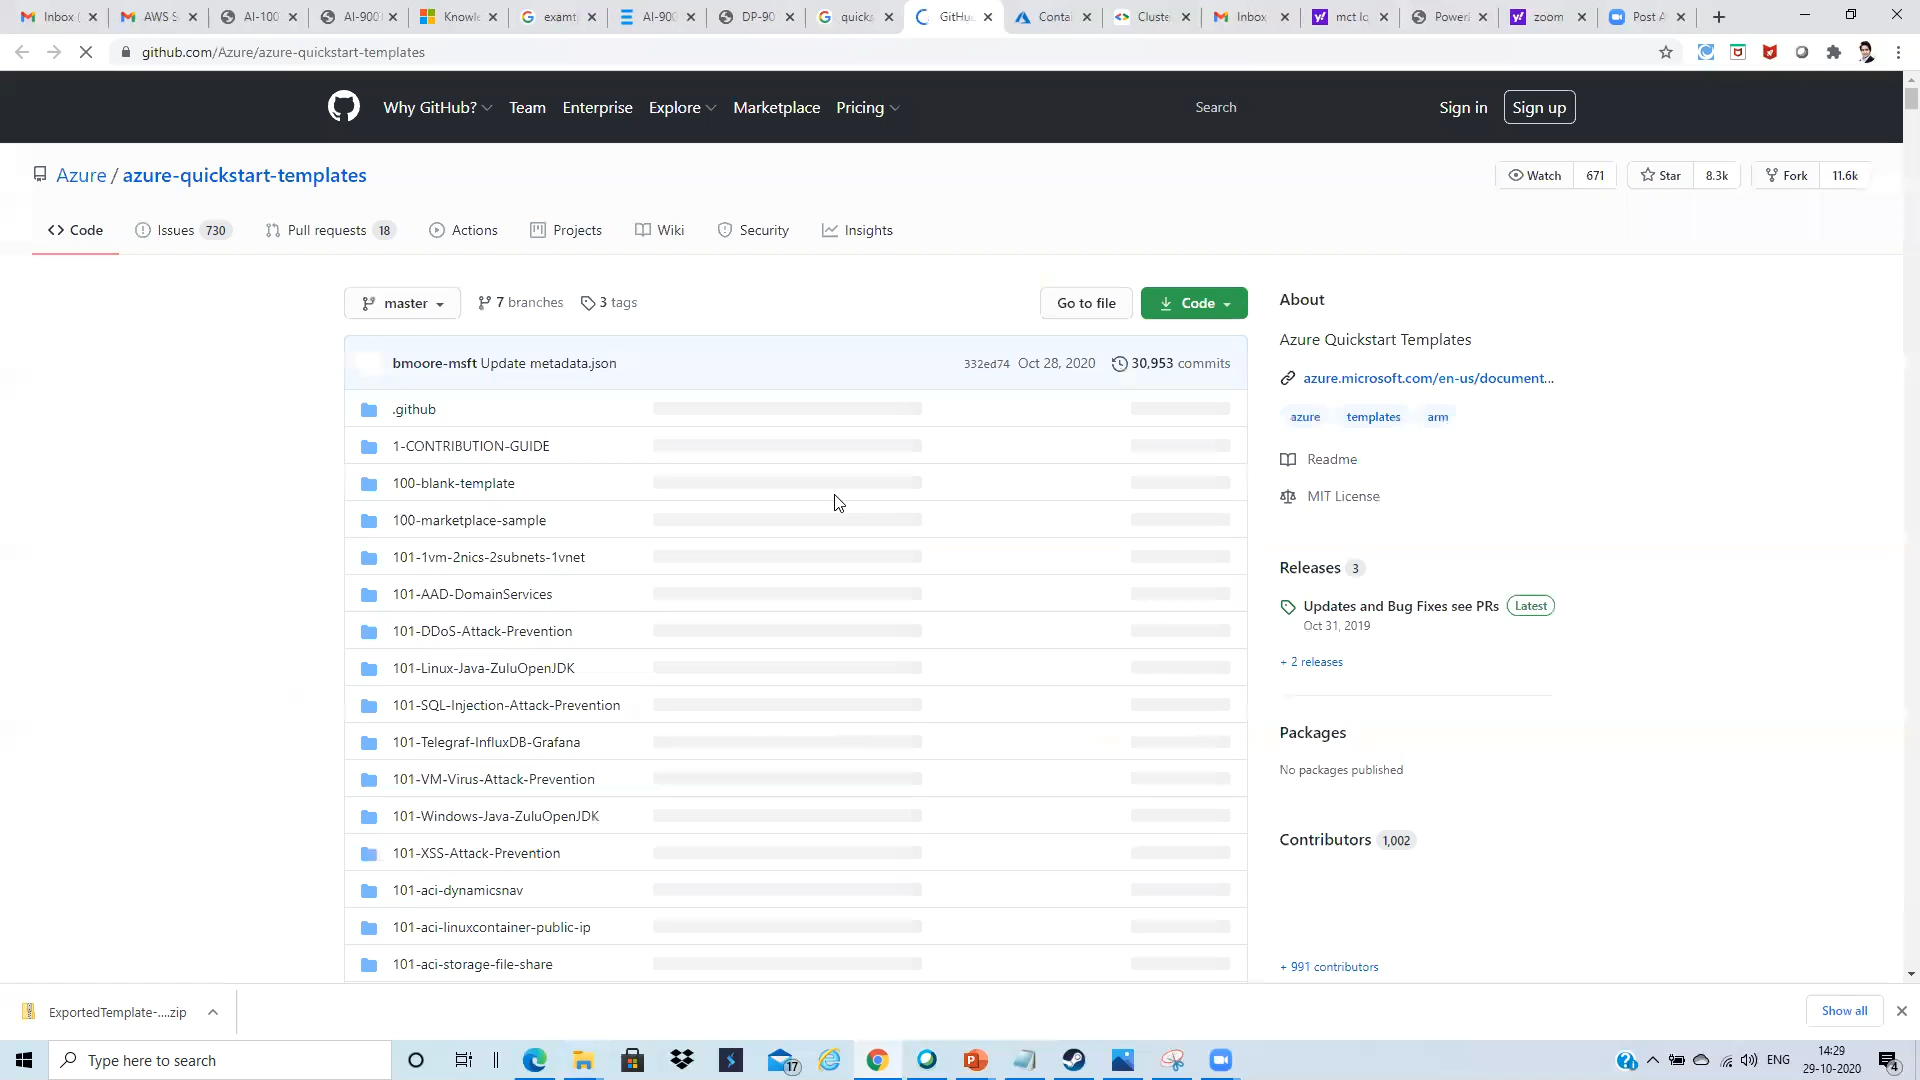 Inbox (
AWS S
AI-100
AI-900
Knowle
examt
AI-900
DP-90
quicks
GitHu
Conta
Cluste
Inbox
mct lo
Poweri
zoom
Post A
github.com/Azure/azure-quickstart-templates
Why GitHub?
Team
Enterprise
Explore
Marketplace
Pricing
Search
Sign in
Sign up
Azure / azure-quickstart-templates
Watch 671
Star 8.3k
Fork 11.6k
Code
Issues 730
Pull requests 18
Actions
Projects
Wiki
Security
Insights
master
7 branches
3 tags
Go to file
Code
bmoore-msft Update metadata.json 332ed74 Oct 28, 2020 30,953 commits
.github
1-CONTRIBUTION-GUIDE
100-blank-template
100-marketplace-sample
101-1vm-2nics-2subnets-1vnet
101-AAD-DomainServices
101-DDoS-Attack-Prevention
101-Linux-Java-ZuluOpenJDK
101-SQL-Injection-Attack-Prevention
101-Telegraf-InfluxDB-Grafana
101-VM-Virus-Attack-Prevention
101-Windows-Java-ZuluOpenJDK
101-XSS-Attack-Prevention
101-aci-dynamicsnav
101-aci-linuxcontainer-public-ip
101-aci-storage-file-share
About
Azure Quickstart Templates
azure.microsoft.com/en-us/document...
azure templates arm
Readme
MIT License
Releases 3
Updates and Bug Fixes see PRs Latest
Oct 31, 2019
+ 2 releases
Packages
No packages published
Contributors 1,002
+ 991 contributors
ExportedTemplate-....zip
Show all
Type here to search
17
ENG
14:29
29-10-2020
4